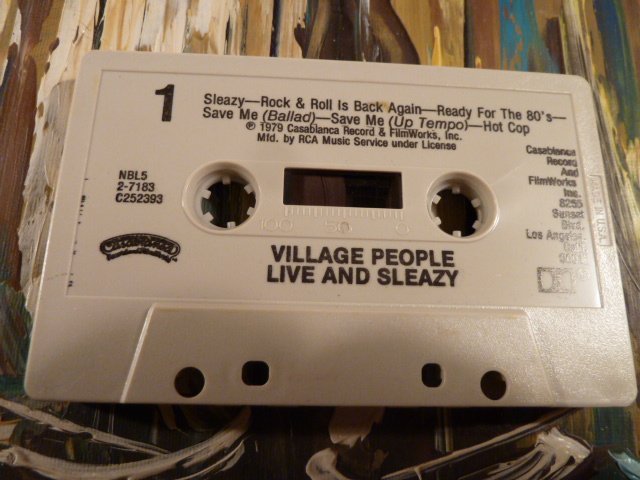 1
Sleazy—Rock & Roll Is Back Again—Ready For The 80's—
Save Me (Ballad)—Save Me (Up Tempo)—Hot Cop
℗ 1979 Casablanca Record & FilmWorks, Inc.
Mfd. by RCA Music Service under License
NBL5
2-7183
C252393
Casablanca
Record
And
FilmWorks
Inc.
8255
Sunset
Blvd.
Los Angeles
100 50 0
Casablanca
VILLAGE PEOPLE
LIVE AND SLEAZY